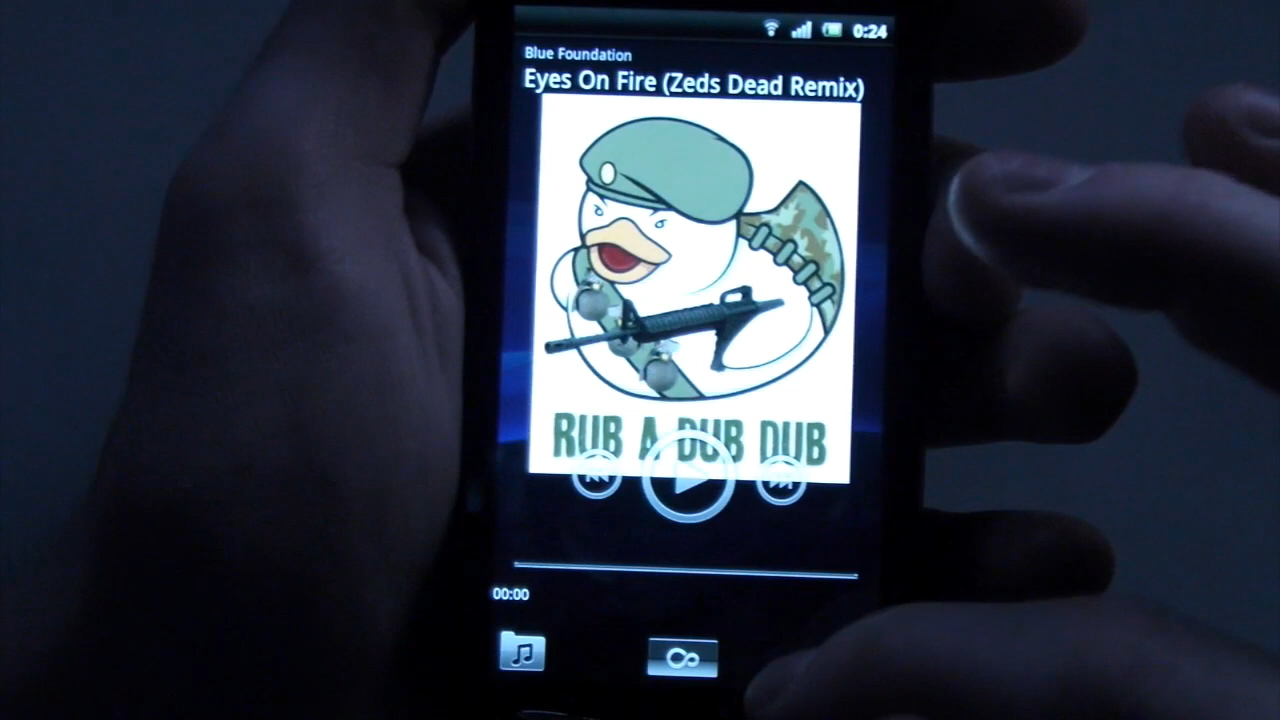 0:24
Blue Foundation
Eyes On Fire (Zeds Dead Remix)
RUB A DUB DUB
00:00